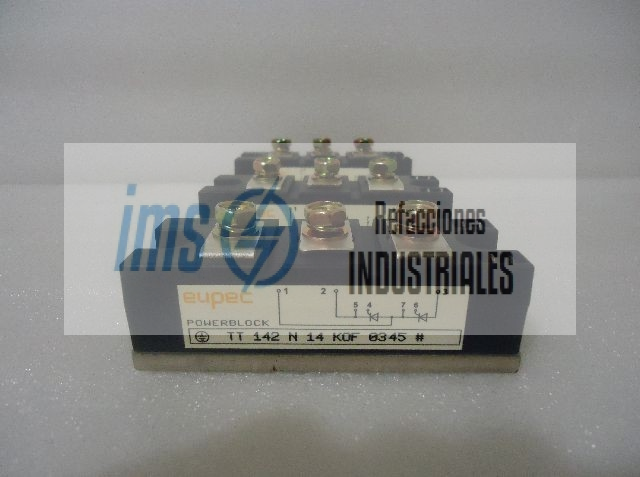 ims
Refacciones
INDUSTRIALES
eupec
1 2 3
5 4 7 6
POWERBLOCK
TT 142 N 14 KOF 0345 #